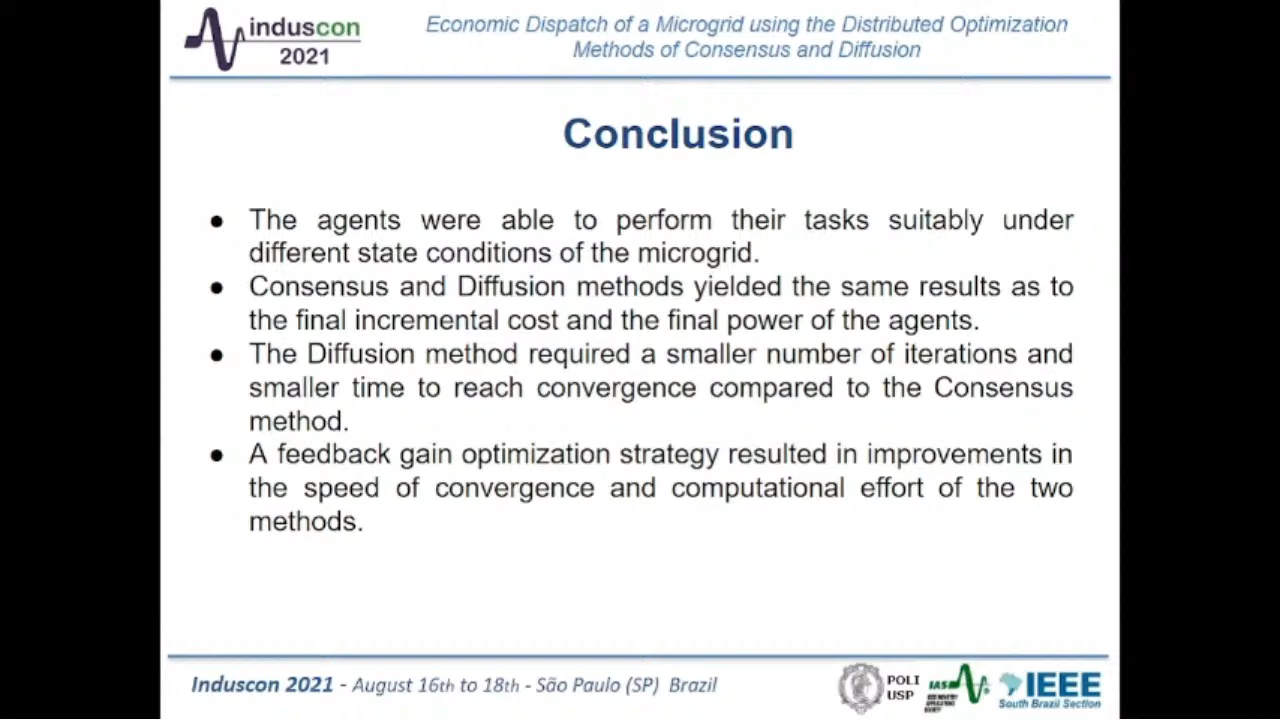 induscon
2021
Economic Dispatch of a Microgrid using the Distributed Optimization
Methods of Consensus and Diffusion
Conclusion
● The agents were able to perform their tasks suitably under
different state conditions of the microgrid.
● Consensus and Diffusion methods yielded the same results as to
the final incremental cost and the final power of the agents.
● The Diffusion method required a smaller number of iterations and
smaller time to reach convergence compared to the Consensus
method.
● A feedback gain optimization strategy resulted in improvements in
the speed of convergence and computational effort of the two
methods.
Induscon 2021 - August 16th to 18th - São Paulo (SP) Brazil
POLI
USP
IAS
IEEE INDUSTRY
APPLICATIONS
SOCIETY
IEEE
South Brazil Section